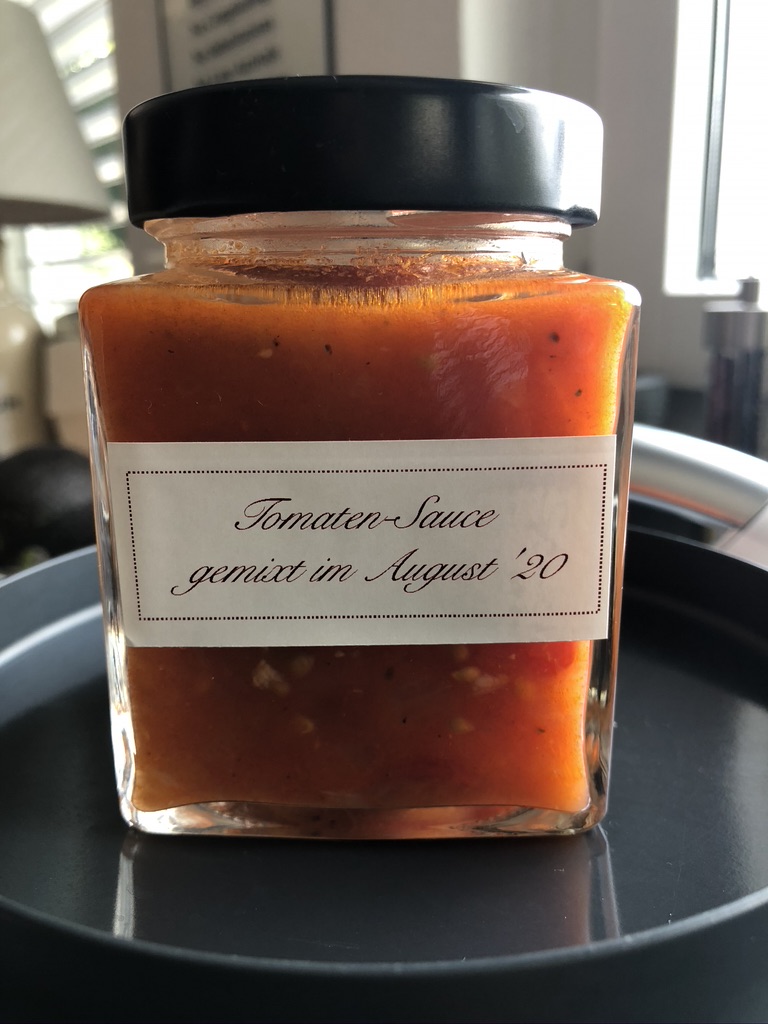 Tomaten-Sauce
gemixt im August '20